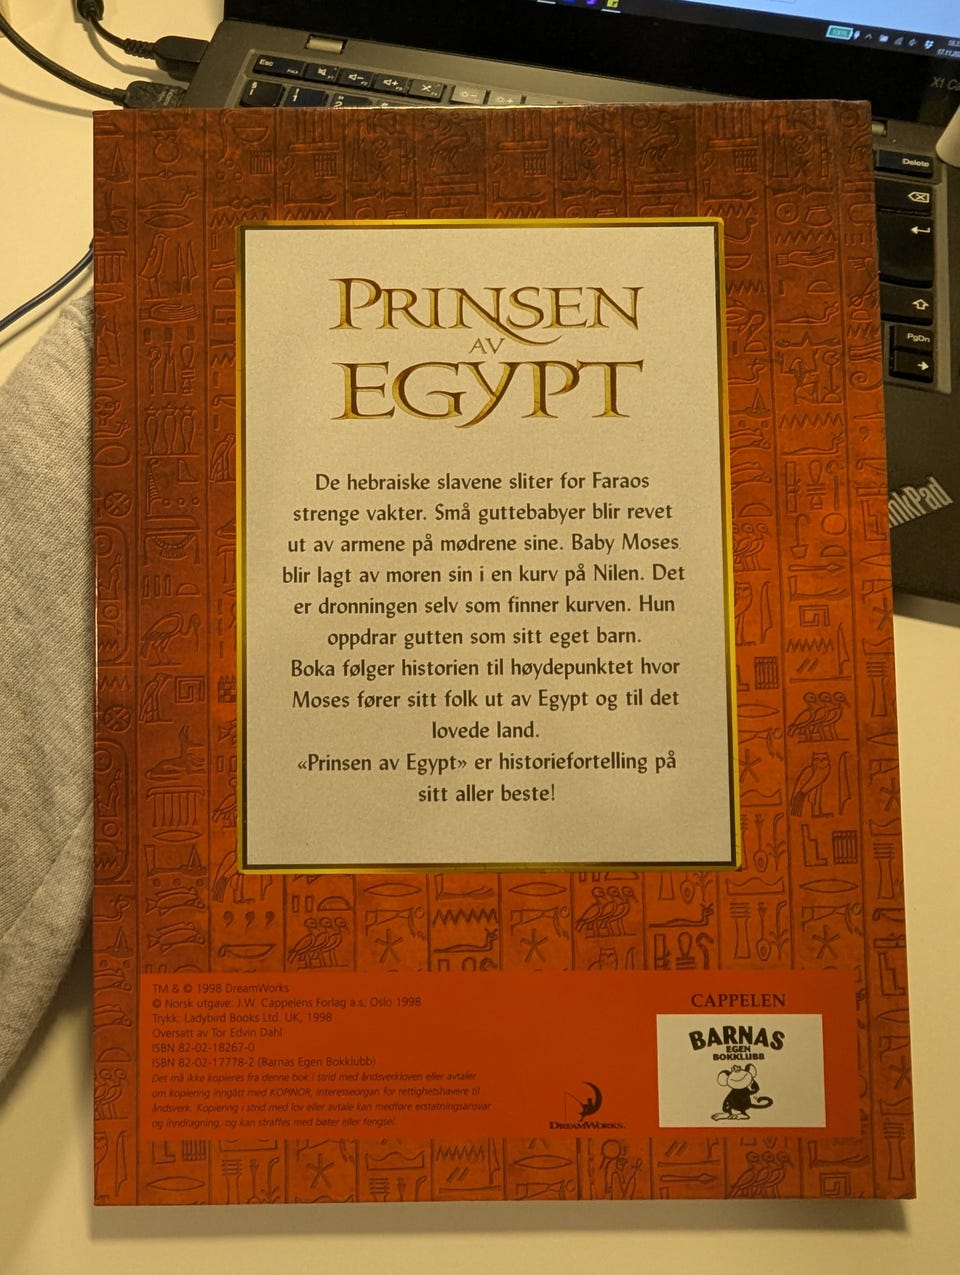 Esc
Delete
PgDn
PRINSEN
AV
EGYPT
De hebraiske slavene sliter for Faraos
strenge vakter. Små guttebabyer blir revet
ut av armene på mødrene sine. Baby Moses
blir lagt av moren sin i en kurv på Nilen. Det
er dronningen selv som finner kurven. Hun
oppdrar gutten som sitt eget barn.
Boka følger historien til høydepunktet hvor
Moses fører sitt folk ut av Egypt og til det
lovede land.
«Prinsen av Egypt» er historiefortelling på
sitt aller beste!
TM & © 1998 DreamWorks
© Norsk utgave: J.W. Cappelens Forlag a.s, Oslo 1998
Trykk: Ladybird Books Ltd. UK, 1998
Oversatt av Tor Edvin Dahl
ISBN 82-02-18267-0
ISBN 82-02-17778-2 (Barnas Egen Bokklubb)
Det må ikke kopieres fra denne bok i strid med åndsverkloven eller avtaler
om kopiering inngått med KOPINOR, Interesseorgan for rettighetshavere til
åndsverk. Kopiering i strid med lov eller avtale kan medføre erstatningsansvar
og inndragning, og kan straffes med bøter eller fengsel.
DREAMWORKS
CAPPELEN
BARNAS
EGEN
BOKKLUBB